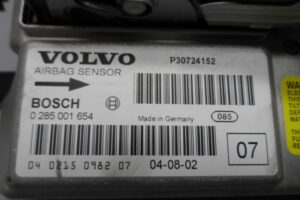 VOLVO
P30724152
AIRBAG SENSOR
BOSCH
0 285 001 654
Made in Germany
085
04 0215 0982 07
04-08-02
07